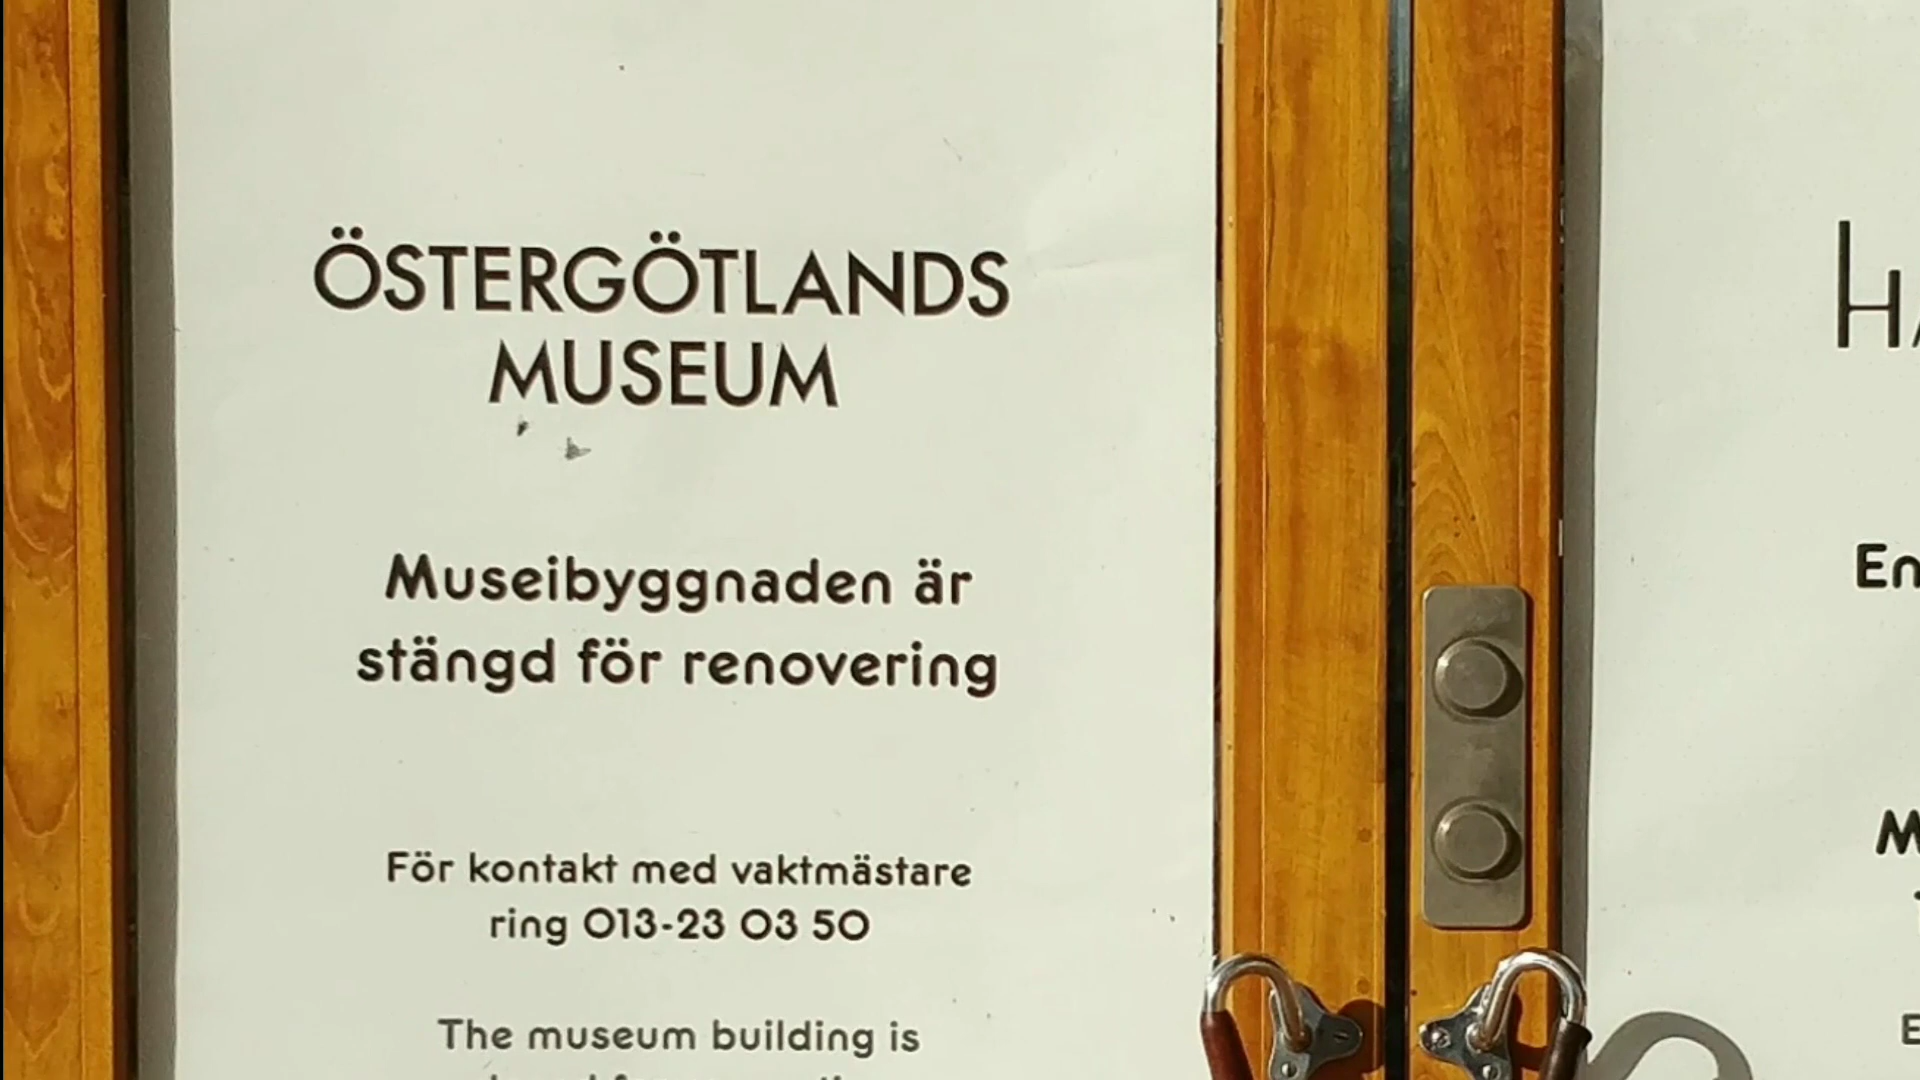 ÖSTERGÖTLANDS
MUSEUM
Museibyggnaden är
stängd för renovering
För kontakt med vaktmästare
ring 013-23 03 50
The museum building is